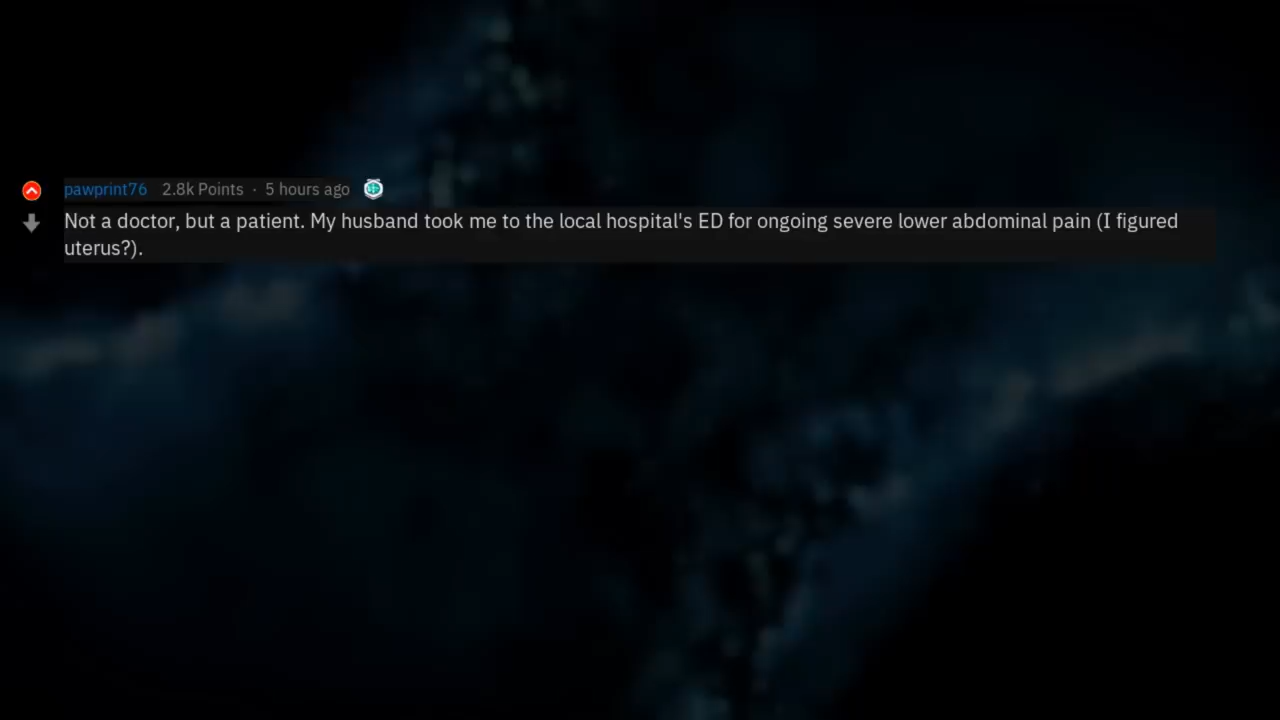 pawprint76 2.8k Points · 5 hours ago
Not a doctor, but a patient. My husband took me to the local hospital's ED for ongoing severe lower abdominal pain (I figured
uterus?).